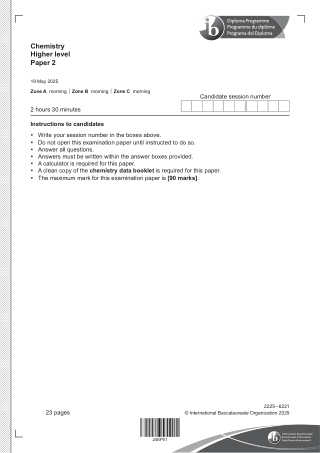 Diploma Programme
Programme du diplôme
Programa del Diploma
Chemistry
Higher level
Paper 2
19 May 2025
Zone A morning | Zone B morning | Zone C morning
Candidate session number
2 hours 30 minutes
Instructions to candidates
• Write your session number in the boxes above.
• Do not open this examination paper until instructed to do so.
• Answer all questions.
• Answers must be written within the answer boxes provided.
• A calculator is required for this paper.
• A clean copy of the chemistry data booklet is required for this paper.
• The maximum mark for this examination paper is [90 marks].
2225–6221
23 pages
© International Baccalaureate Organization 2025